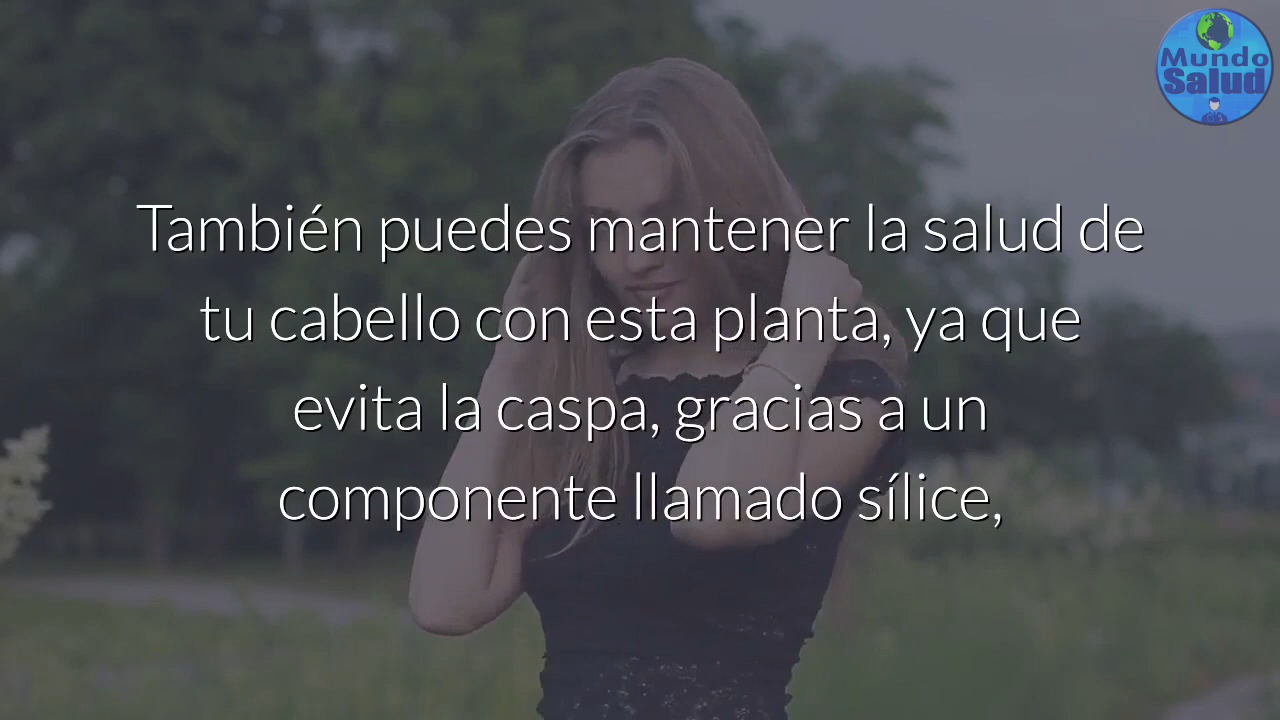 Mundo
Salud
También puedes mantener la salud de
tu cabello con esta planta, ya que
evita la caspa, gracias a un
componente llamado sílice,